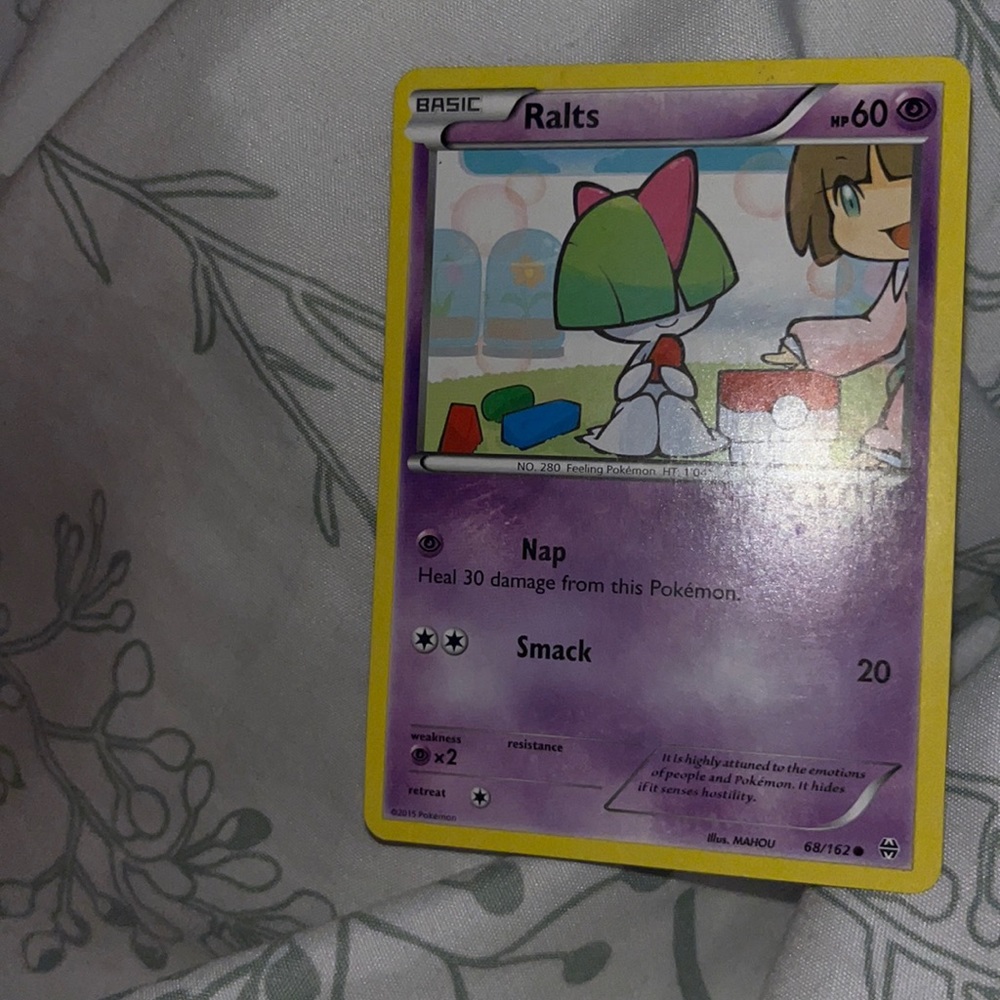 BASIC Ralts HP60
NO. 280 Feeling Pokémon HT: 1'04"
Nap
Heal 30 damage from this Pokémon.
Smack
20
weakness resistance
×2
It is highly attuned to the emotions
of people and Pokémon. It hides
if it senses hostility.
retreat
©2015 Pokémon
Illus. MAHOU 68/162